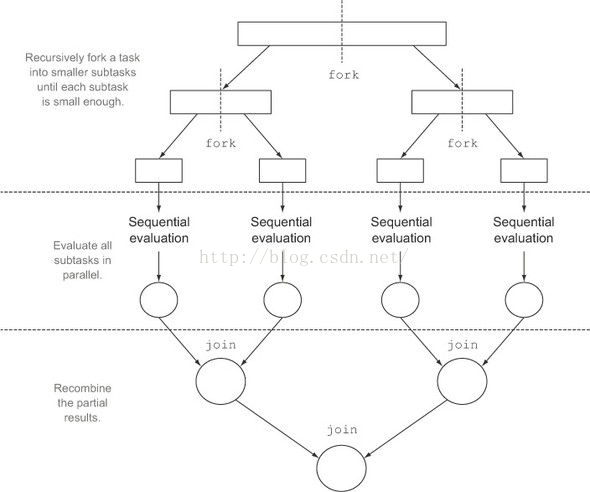 Recursively fork a task
into smaller subtasks
until each subtask
is small enough.
fork
fork
fork
Evaluate all
subtasks in
parallel.
Sequential
evaluation
Sequential
evaluation
Sequential
evaluation
Sequential
evaluation
http://blog.csdn.net/
Recombine
the partial
results.
join
join
join